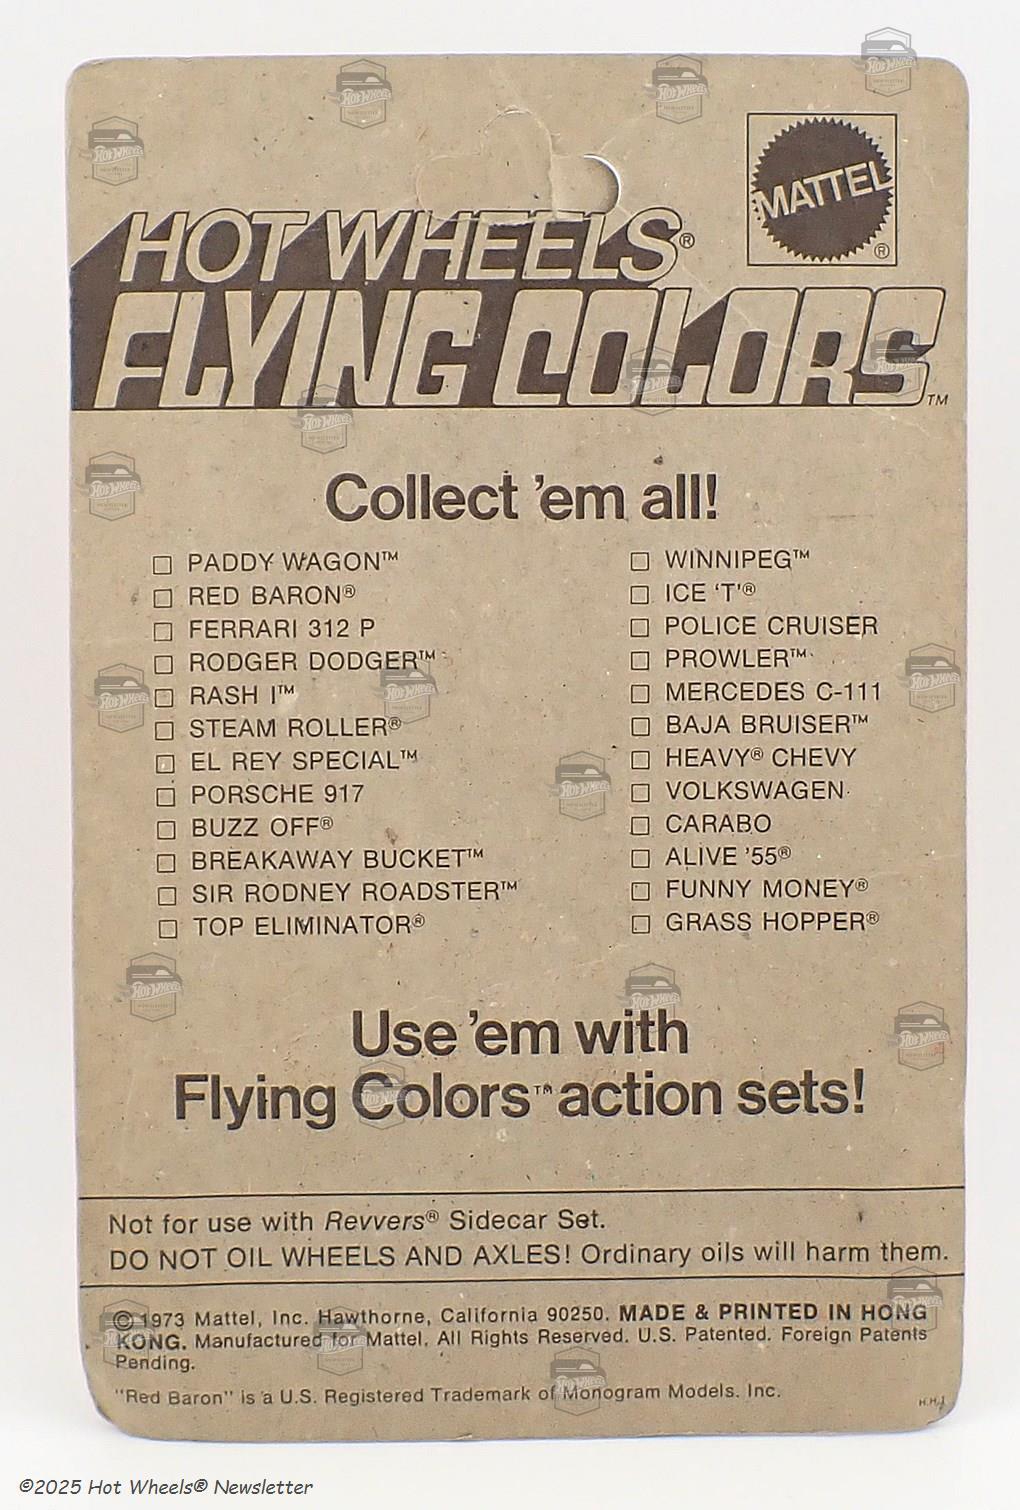 MATTEL®
HOT WHEELS®
FLYING COLORS™
Collect 'em all!
☐ PADDY WAGON™
☐ RED BARON®
☐ FERRARI 312 P
☐ RODGER DODGER™
☐ RASH I™
☐ STEAM ROLLER®
☐ EL REY SPECIAL™
☐ PORSCHE 917
☐ BUZZ OFF®
☐ BREAKAWAY BUCKET™
☐ SIR RODNEY ROADSTER™
☐ TOP ELIMINATOR®
☐ WINNIPEG™
☐ ICE 'T'®
☐ POLICE CRUISER
☐ PROWLER™
☐ MERCEDES C-111
☐ BAJA BRUISER™
☐ HEAVY® CHEVY
☐ VOLKSWAGEN
☐ CARABO
☐ ALIVE '55®
☐ FUNNY MONEY®
☐ GRASS HOPPER®
Use 'em with
Flying Colors™ action sets!
Not for use with Revvers® Sidecar Set.
DO NOT OIL WHEELS AND AXLES! Ordinary oils will harm them.
©1973 Mattel, Inc. Hawthorne, California 90250. MADE & PRINTED IN HONG
KONG. Manufactured for Mattel. All Rights Reserved. U.S. Patented. Foreign Patents
Pending.
"Red Baron" is a U.S. Registered Trademark of Monogram Models. Inc.
©2025 Hot Wheels® Newsletter